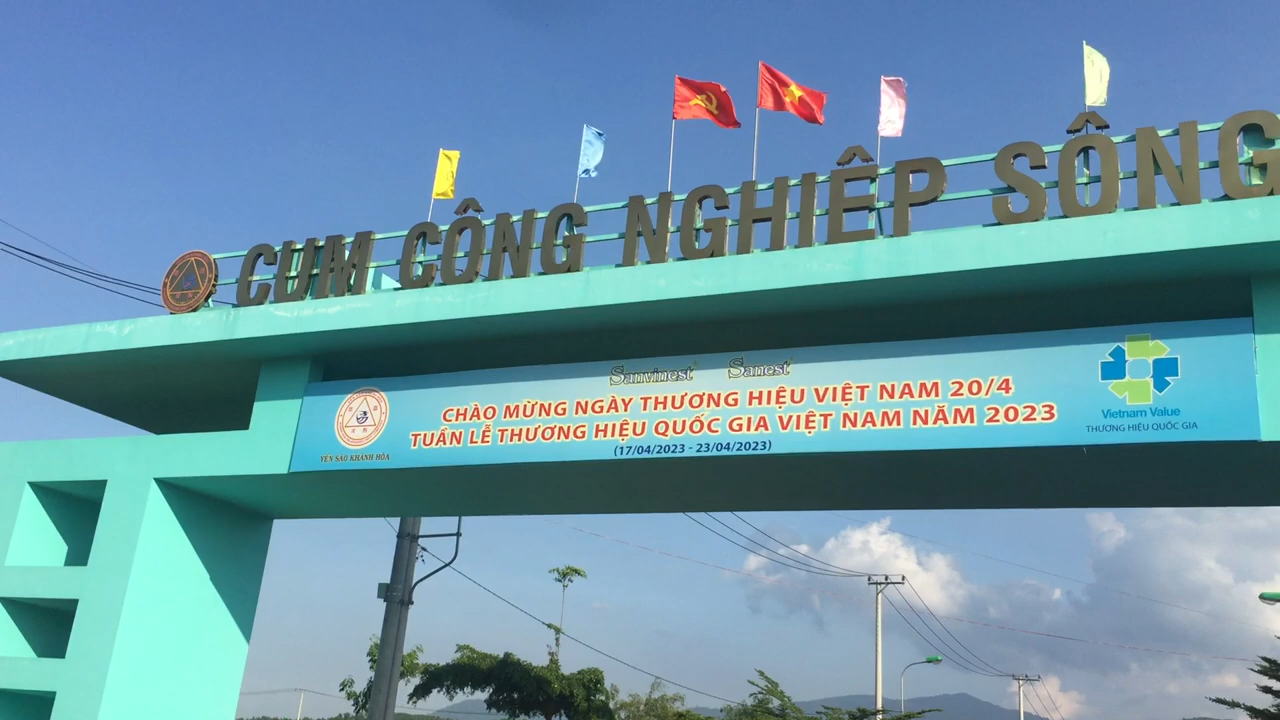 CUM CÔNG NGHIÊP SÔNG
Sanvinest Sanest
CHÀO MỪNG NGÀY THƯƠNG HIỆU VIỆT NAM 20/4
TUẦN LỄ THƯƠNG HIỆU QUỐC GIA VIỆT NAM NĂM 2023
(17/04/2023 - 23/04/2023)
YẾN SÀO KHÁNH HÒA
Vietnam Value
THƯƠNG HIỆU QUỐC GIA